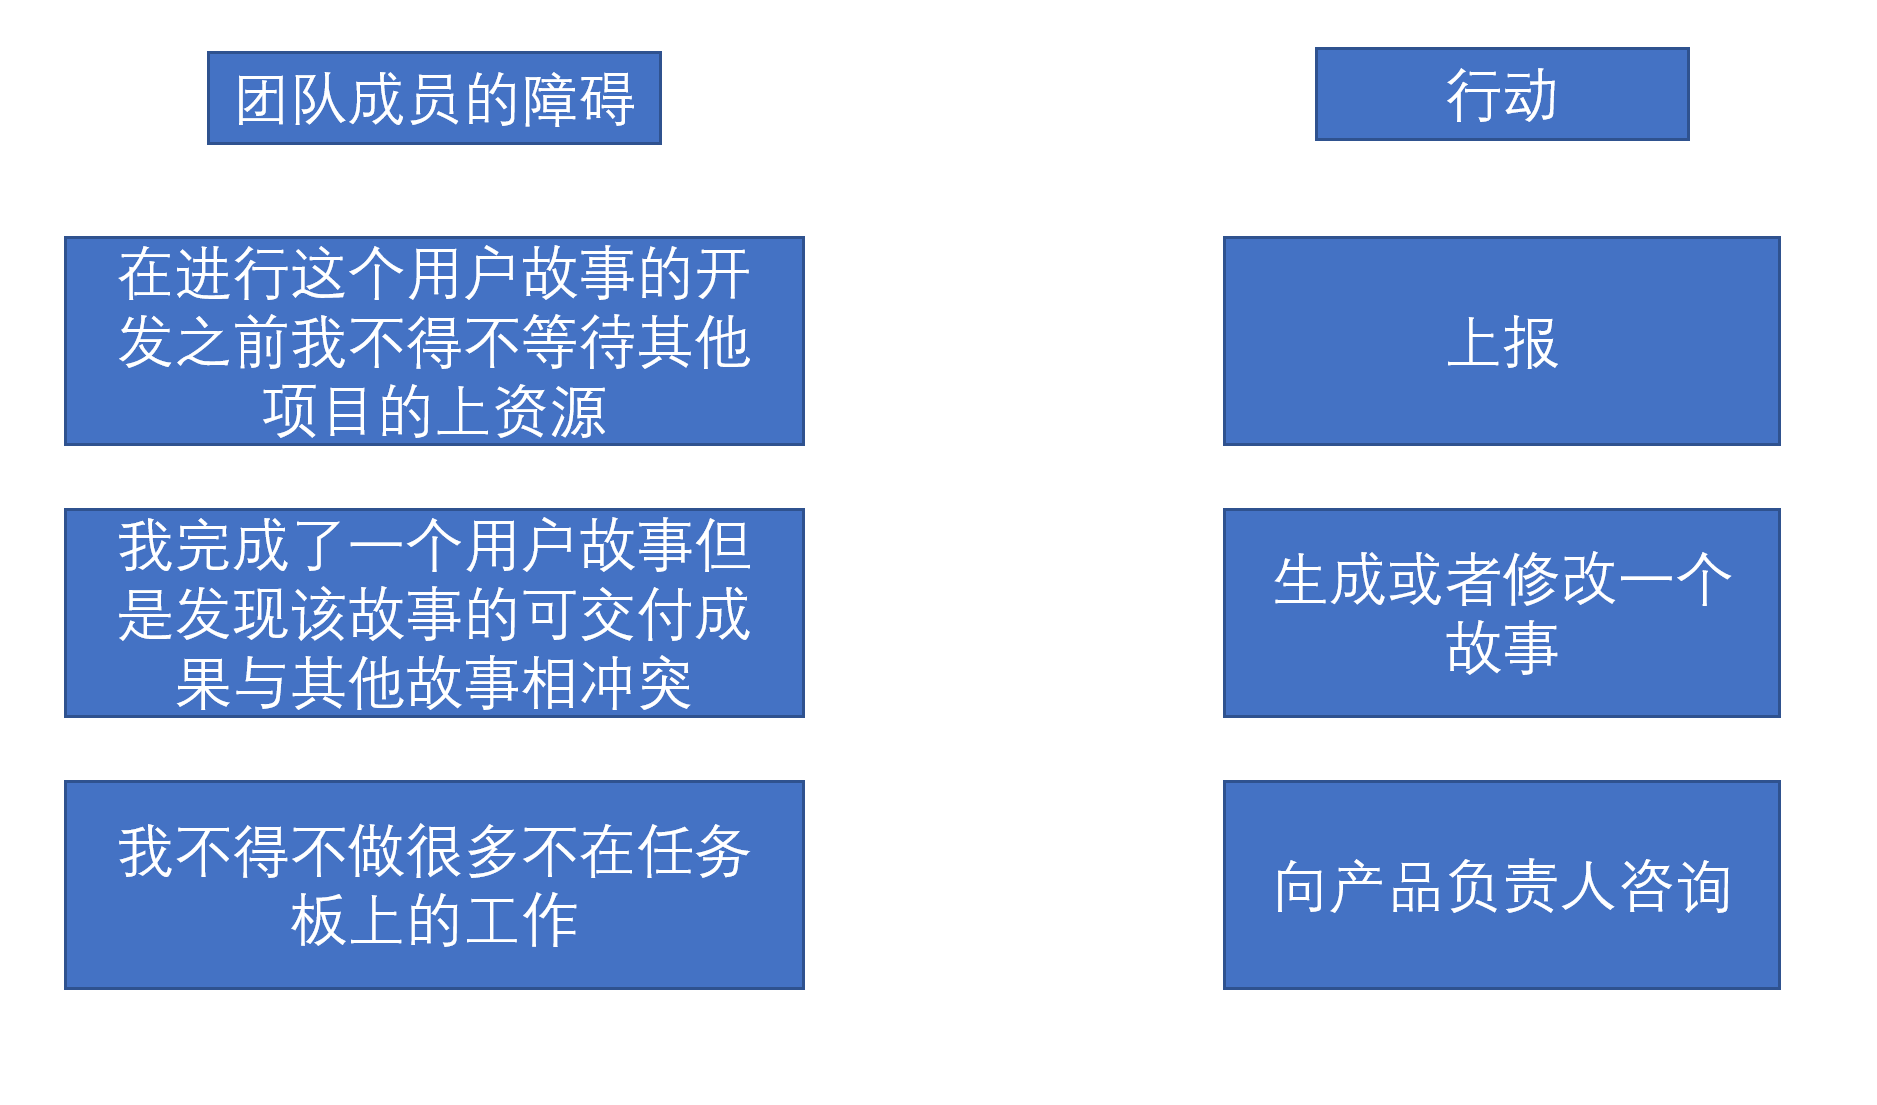 团队成员的障碍
行动
在进行这个用户故事的开
发之前我不得不等待其他
项目的上资源
上报
我完成了一个用户故事但
是发现该故事的可交付成
果与其他故事相冲突
生成或者修改一个
故事
我不得不做很多不在任务
板上的工作
向产品负责人咨询